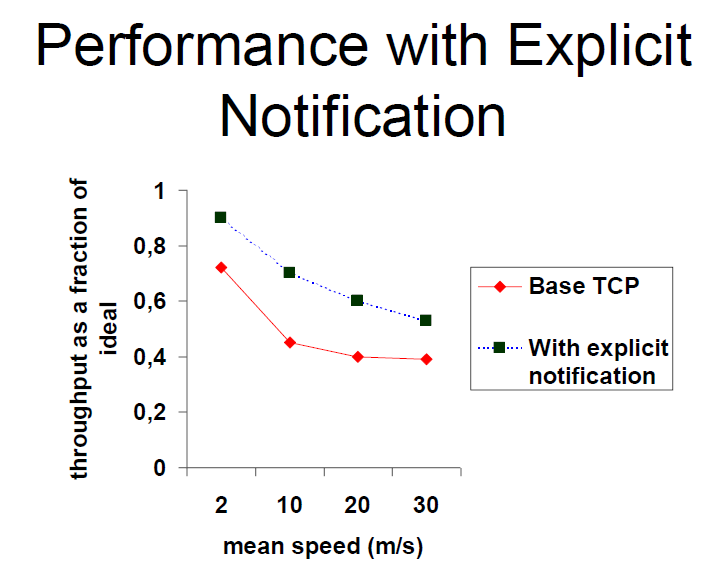 Performance with Explicit
Notification
throughput as a fraction of
ideal
1
0,8
0,6
0,4
0,2
0
2 10 20 30
mean speed (m/s)
Base TCP
With explicit
notification